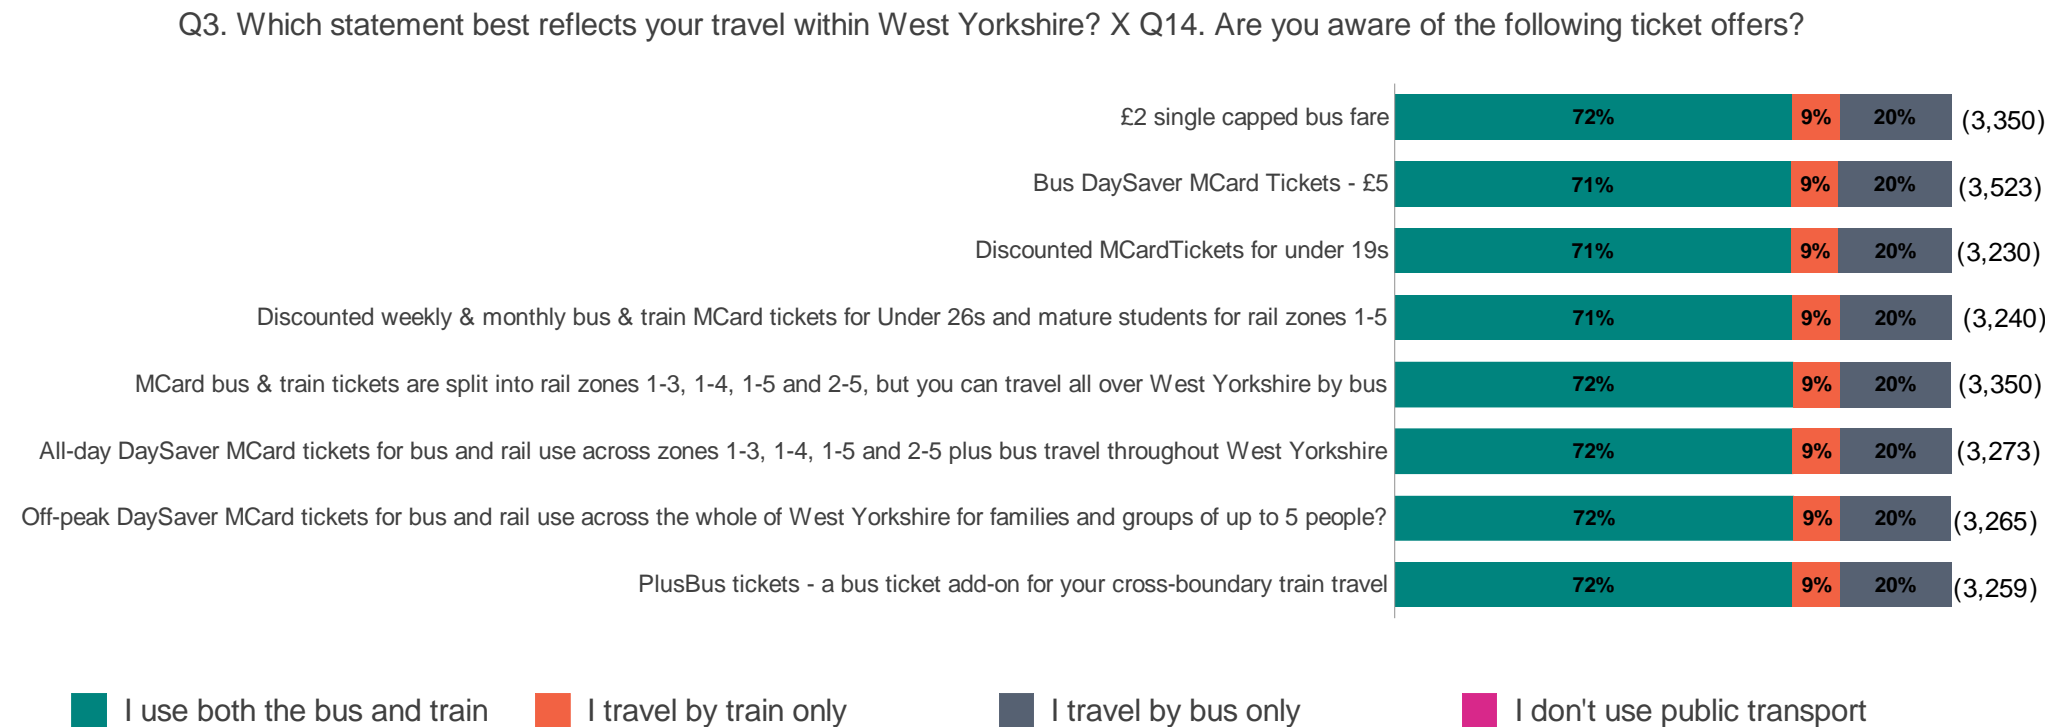 Q3. Which statement best reflects your travel within West Yorkshire? X Q14. Are you aware of the following ticket offers?
£2 single capped bus fare 72% 9% 20% (3,350)
Bus DaySaver MCard Tickets - £5 71% 9% 20% (3,523)
Discounted MCardTickets for under 19s 71% 9% 20% (3,230)
Discounted weekly & monthly bus & train MCard tickets for Under 26s and mature students for rail zones 1-5 71% 9% 20% (3,240)
MCard bus & train tickets are split into rail zones 1-3, 1-4, 1-5 and 2-5, but you can travel all over West Yorkshire by bus 72% 9% 20% (3,350)
All-day DaySaver MCard tickets for bus and rail use across zones 1-3, 1-4, 1-5 and 2-5 plus bus travel throughout West Yorkshire 72% 9% 20% (3,273)
Off-peak DaySaver MCard tickets for bus and rail use across the whole of West Yorkshire for families and groups of up to 5 people? 72% 9% 20% (3,265)
PlusBus tickets - a bus ticket add-on for your cross-boundary train travel 72% 9% 20% (3,259)
I use both the bus and train I travel by train only I travel by bus only I don't use public transport